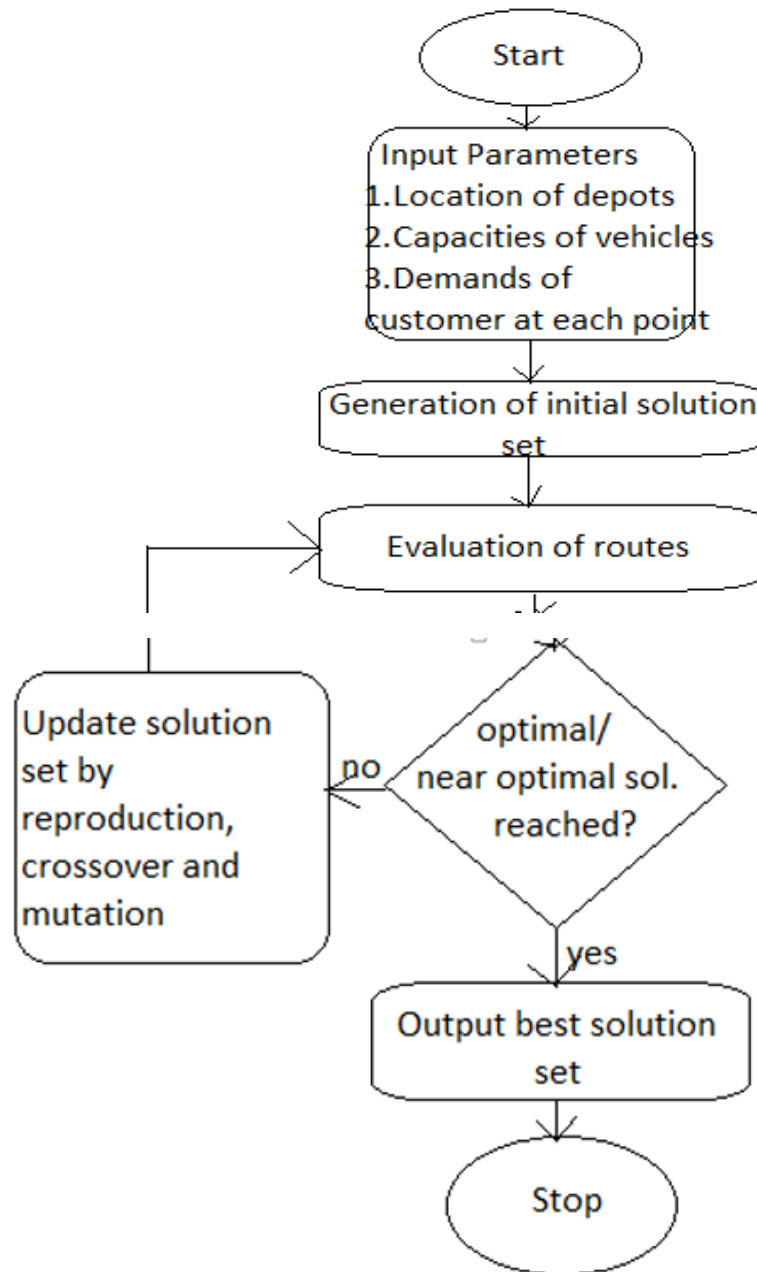 Start
Input Parameters
1.Location of depots
2.Capacities of vehicles
3.Demands of
customer at each point
Generation of initial solution
set
Evaluation of routes
optimal/
near optimal sol.
reached?
no
Update solution
set by
reproduction,
crossover and
mutation
yes
Output best solution
set
Stop